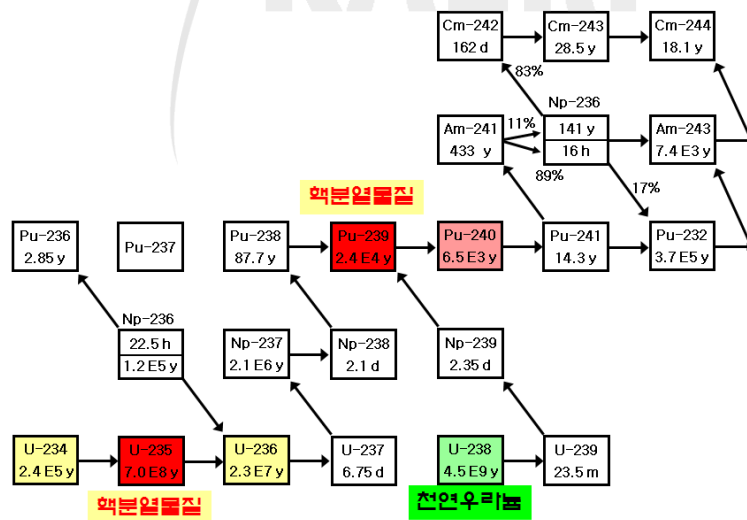 Cm-242
162 d
Cm-243
28.5 y
Cm-244
18.1 y
83%
Np-236
Am-241
433 y
11%
89%
141 y
16 h
Am-243
7.4 E3 y
17%
핵분열물질
Pu-236
2.85 y
Pu-237
Pu-238
87.7 y
Pu-239
2.4 E4 y
Pu-240
6.5 E3 y
Pu-241
14.3 y
Pu-232
3.7 E5 y
Np-236
22.5 h
1.2 E5 y
Np-237
2.1 E6 y
Np-238
2.1 d
Np-239
2.35 d
U-234
2.4 E5 y
U-235
7.0 E8 y
U-236
2.3 E7 y
U-237
6.75 d
U-238
4.5 E9 y
U-239
23.5 m
핵분열물질
천연우라늄